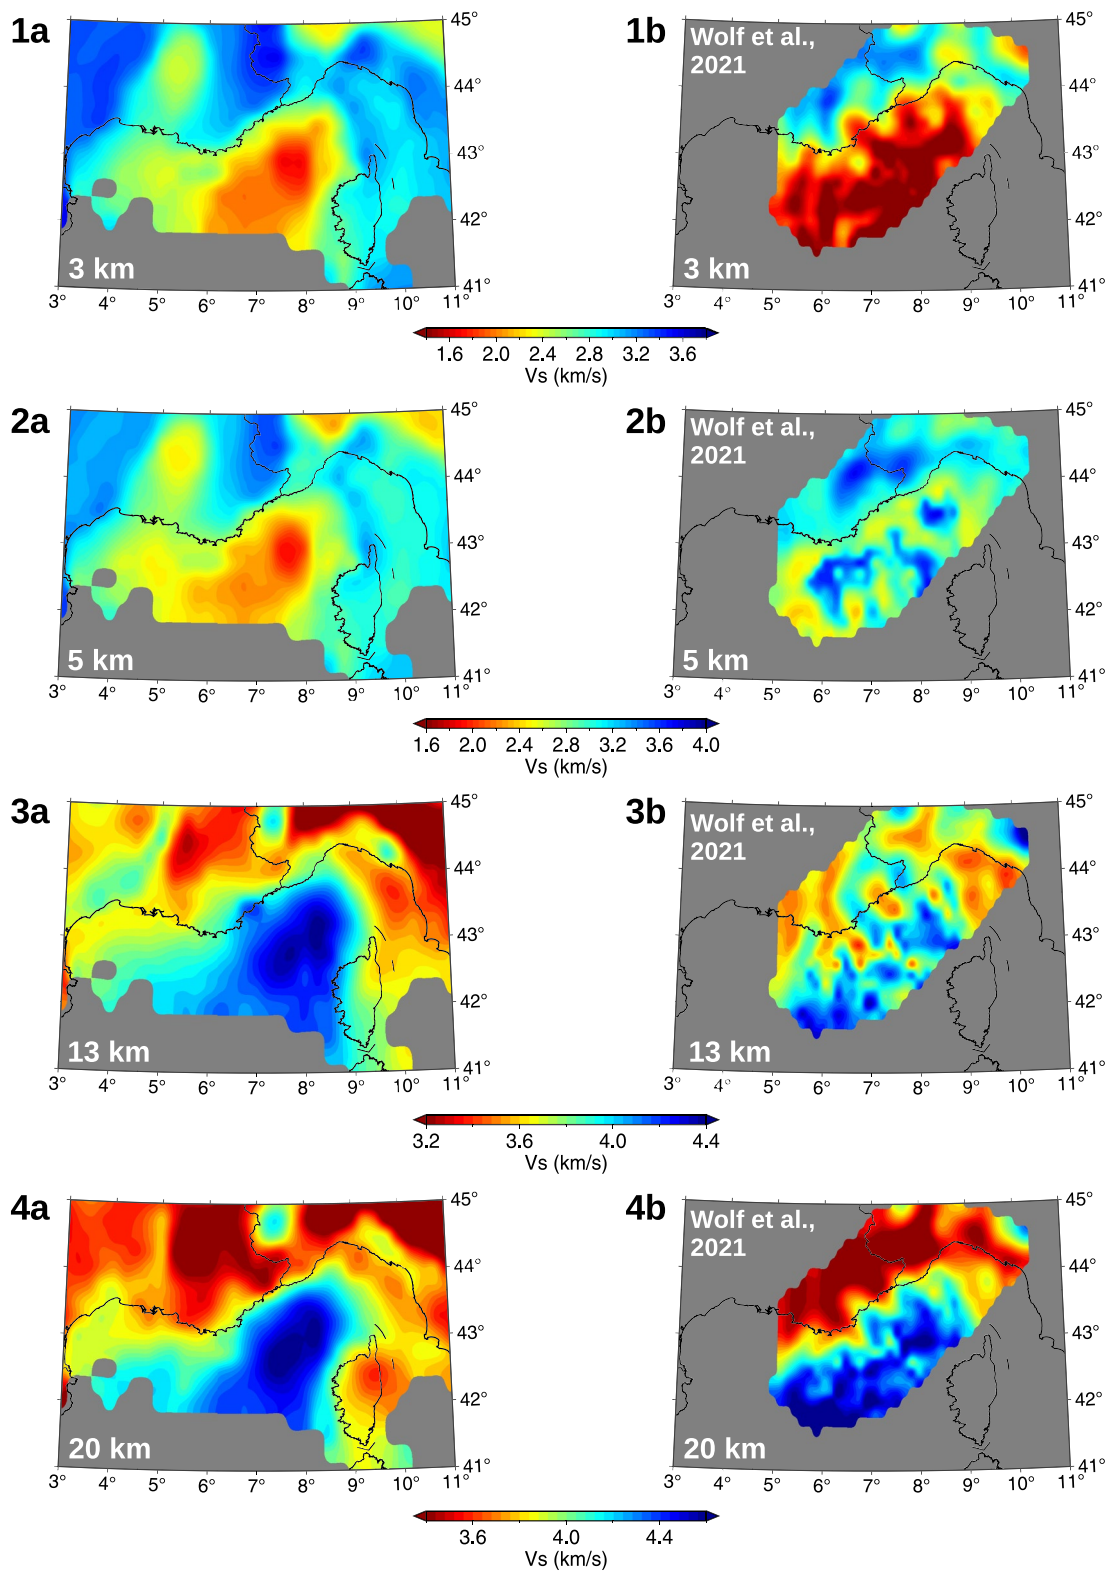 1a
45°
44°
43°
42°
41°
3 km
3° 4° 5° 6° 7° 8° 9° 10° 11°
1b
Wolf et al.,
2021
45°
44°
43°
42°
41°
3 km
3° 4° 5° 6° 7° 8° 9° 10° 11°
1.6 2.0 2.4 2.8 3.2 3.6
Vs (km/s)
2a
45°
44°
43°
42°
41°
5 km
3° 4° 5° 6° 7° 8° 9° 10° 11°
2b
Wolf et al.,
2021
45°
44°
43°
42°
41°
5 km
3° 4° 5° 6° 7° 8° 9° 10° 11°
1.6 2.0 2.4 2.8 3.2 3.6 4.0
Vs (km/s)
3a
45°
44°
43°
42°
41°
13 km
3° 4° 5° 6° 7° 8° 9° 10° 11°
3b
Wolf et al.,
2021
45°
44°
43°
42°
41°
13 km
3° 4° 5° 6° 7° 8° 9° 10° 11°
3.2 3.6 4.0 4.4
Vs (km/s)
4a
45°
44°
43°
42°
41°
20 km
3° 4° 5° 6° 7° 8° 9° 10° 11°
4b
Wolf et al.,
2021
45°
44°
43°
42°
41°
20 km
3° 4° 5° 6° 7° 8° 9° 10° 11°
3.6 4.0 4.4
Vs (km/s)